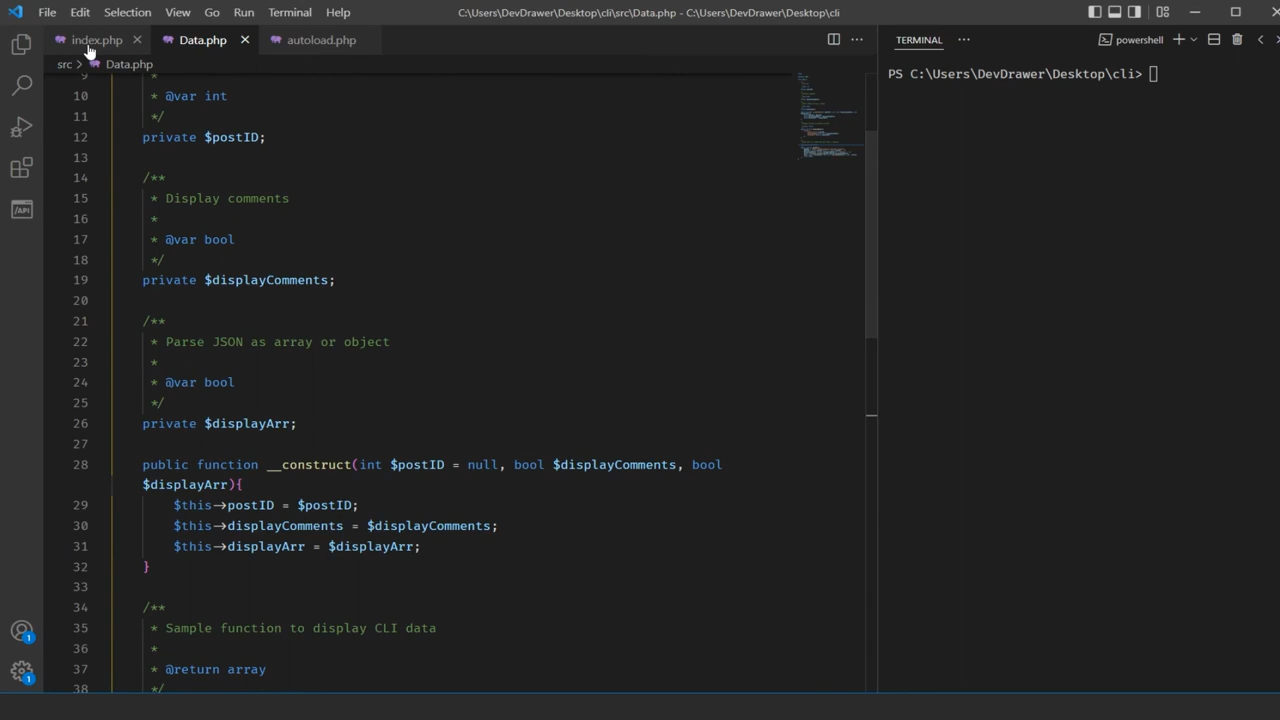 File Edit Selection View Go Run Terminal Help C:\Users\DevDrawer\Desktop\cli\src\Data.php - C:\Users\DevDrawer\Desktop\cli
index.php Data.php autoload.php
TERMINAL ... powershell
src > Data.php
PS C:\Users\DevDrawer\Desktop\cli>
9 *
10 * @var int
11 */
12 private $postID;
13
14 /**
15 * Display comments
16 *
17 * @var bool
18 */
19 private $displayComments;
20
21 /**
22 * Parse JSON as array or object
23 *
24 * @var bool
25 */
26 private $displayArr;
27
28 public function __construct(int $postID = null, bool $displayComments, bool
$displayArr){
29 $this->postID = $postID;
30 $this->displayComments = $displayComments;
31 $this->displayArr = $displayArr;
32 }
33
34 /**
35 * Sample function to display CLI data
36 *
37 * @return array
38 */
/API
1
1